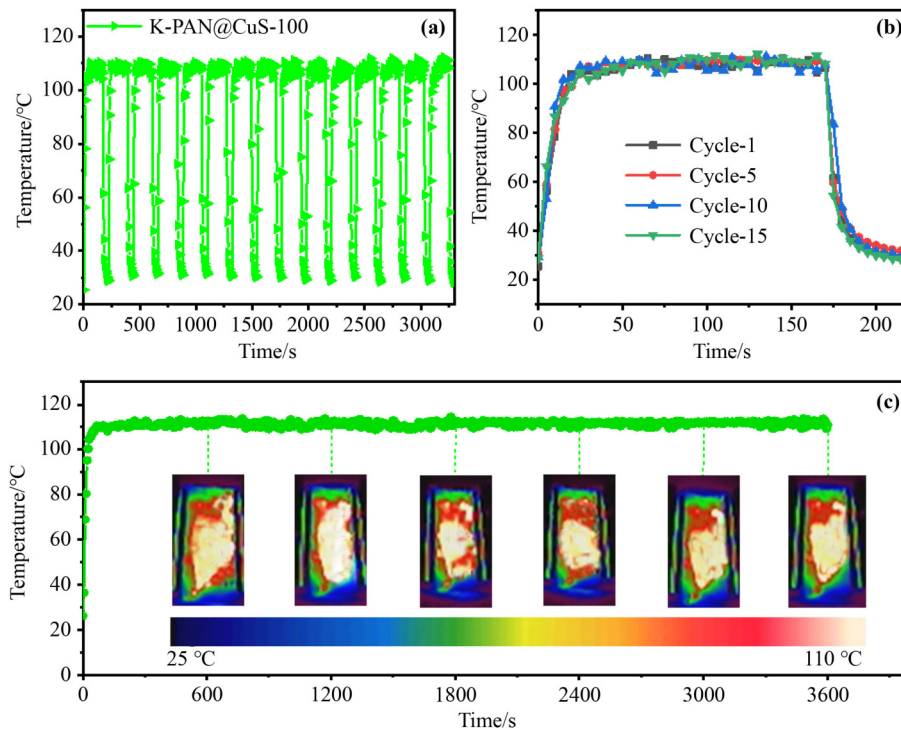 K-PAN@CuS-100
(a)
120
100
80
60
40
20
0 500 1000 1500 2000 2500 3000
Temperature/°C
Time/s
(b)
120
100
80
60
40
20
Cycle-1
Cycle-5
Cycle-10
Cycle-15
0 50 100 150 200
Temperature/°C
Time/s
(c)
120
100
80
60
40
20
0
25 °C
110 °C
0 600 1200 1800 2400 3000 3600
Temperature/°C
Time/s